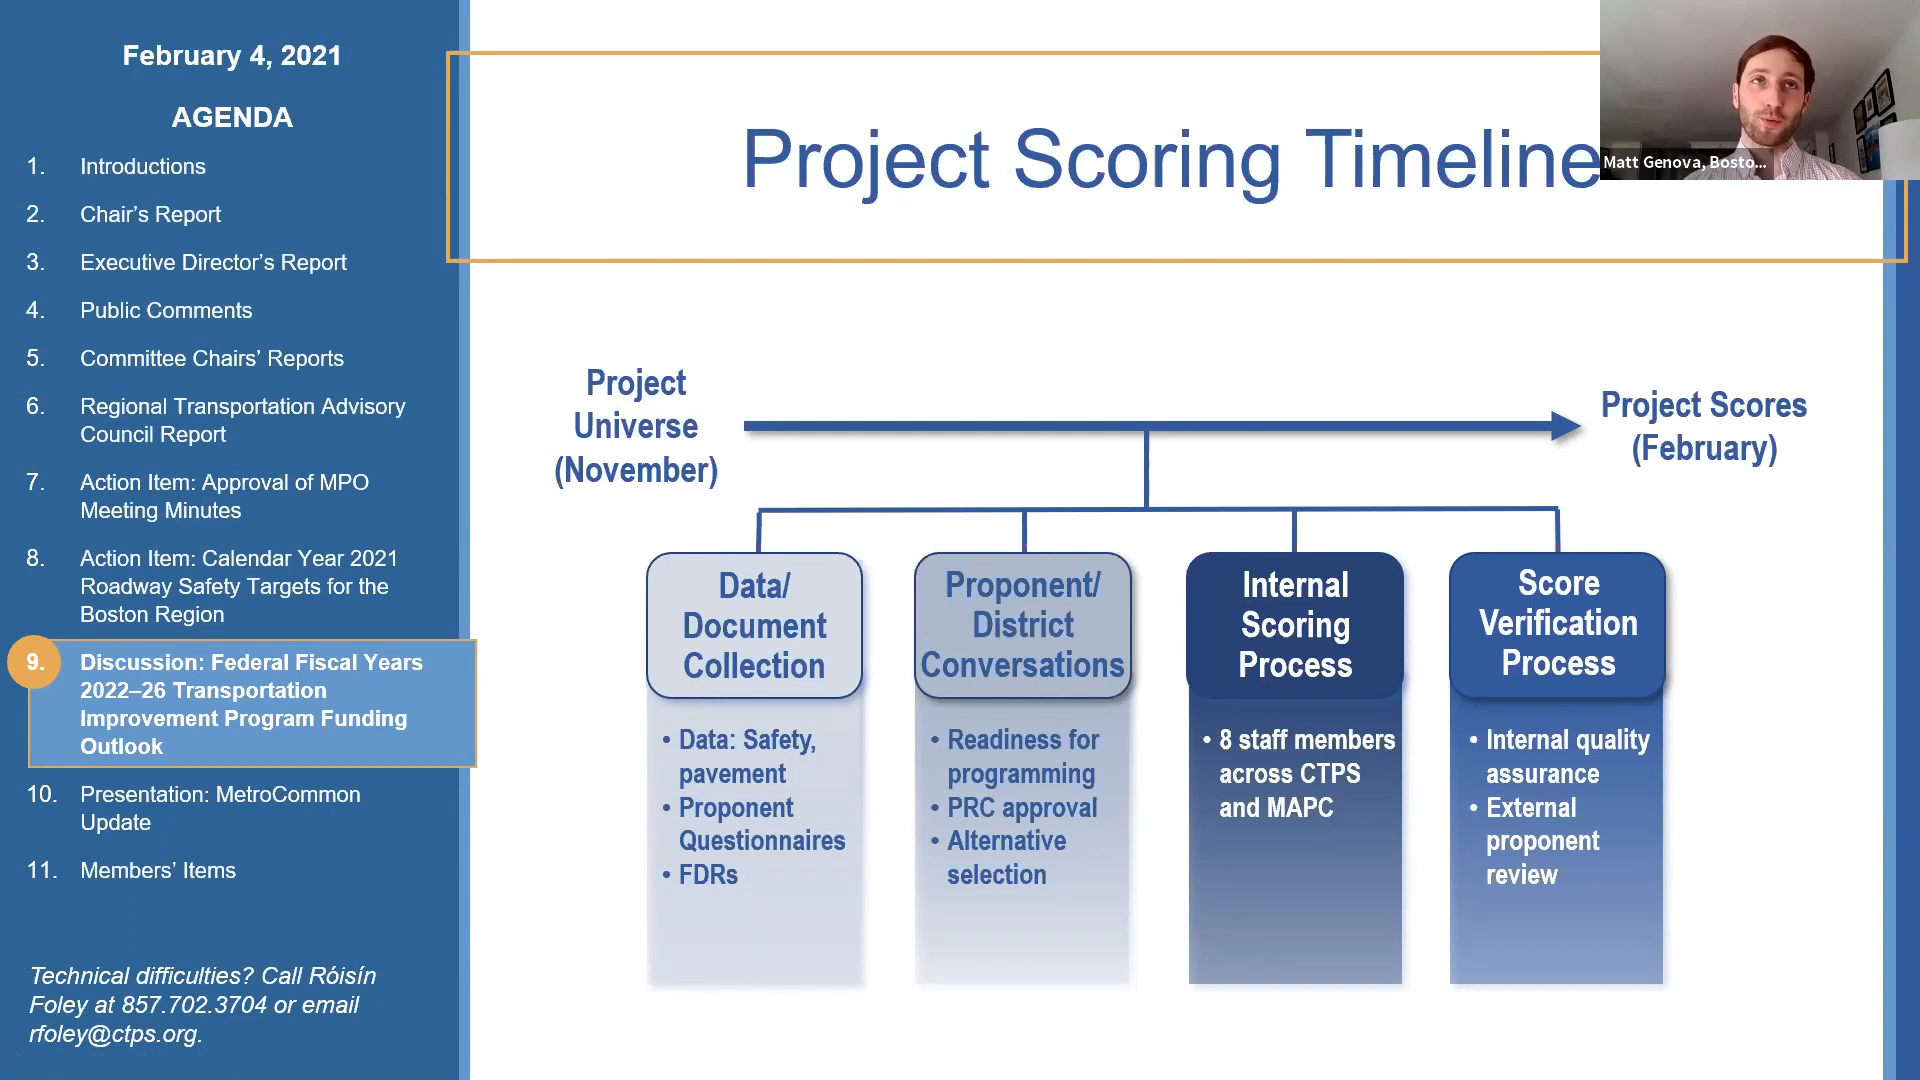 February 4, 2021
AGENDA
1. Introductions
2. Chair’s Report
3. Executive Director’s Report
4. Public Comments
5. Committee Chairs’ Reports
6. Regional Transportation Advisory
Council Report
7. Action Item: Approval of MPO
Meeting Minutes
8. Action Item: Calendar Year 2021
Roadway Safety Targets for the
Boston Region
9. Discussion: Federal Fiscal Years
2022–26 Transportation
Improvement Program Funding
Outlook
10. Presentation: MetroCommon
Update
11. Members’ Items
Technical difficulties? Call Róisín
Foley at 857.702.3704 or email
rfoley@ctps.org.
Project Scoring Timeline
Matt Genova, Bosto...
Project
Universe
(November)
Project Scores
(February)
Data/
Document
Collection
• Data: Safety,
pavement
• Proponent
Questionnaires
• FDRs
Proponent/
District
Conversations
• Readiness for
programming
• PRC approval
• Alternative
selection
Internal
Scoring
Process
• 8 staff members
across CTPS
and MAPC
Score
Verification
Process
• Internal quality
assurance
• External
proponent
review